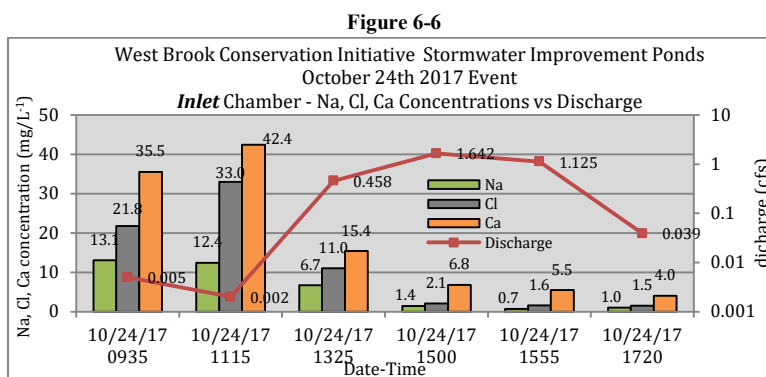 Figure 6-6
West Brook Conservation Initiative Stormwater Improvement Ponds
October 24th 2017 Event
Inlet Chamber - Na, Cl, Ca Concentrations vs Discharge
Na, Cl, Ca concentration (mg/L-1)
50
40
30
20
10
0
13.1
21.8
35.5
12.4
33.0
42.4
6.7
11.0
15.4
1.4
2.1
6.8
0.7
1.6
5.5
1.0
1.5
4.0
0.005
0.002
0.458
1.642
1.125
0.039
Na
Cl
Ca
Discharge
10
1
0.1
0.01
0.001
dicharge (cfs)
10/24/17 10/24/17 10/24/17 10/24/17 10/24/17 10/24/17
0935 1115 1325 1500 1555 1720
Date-Time